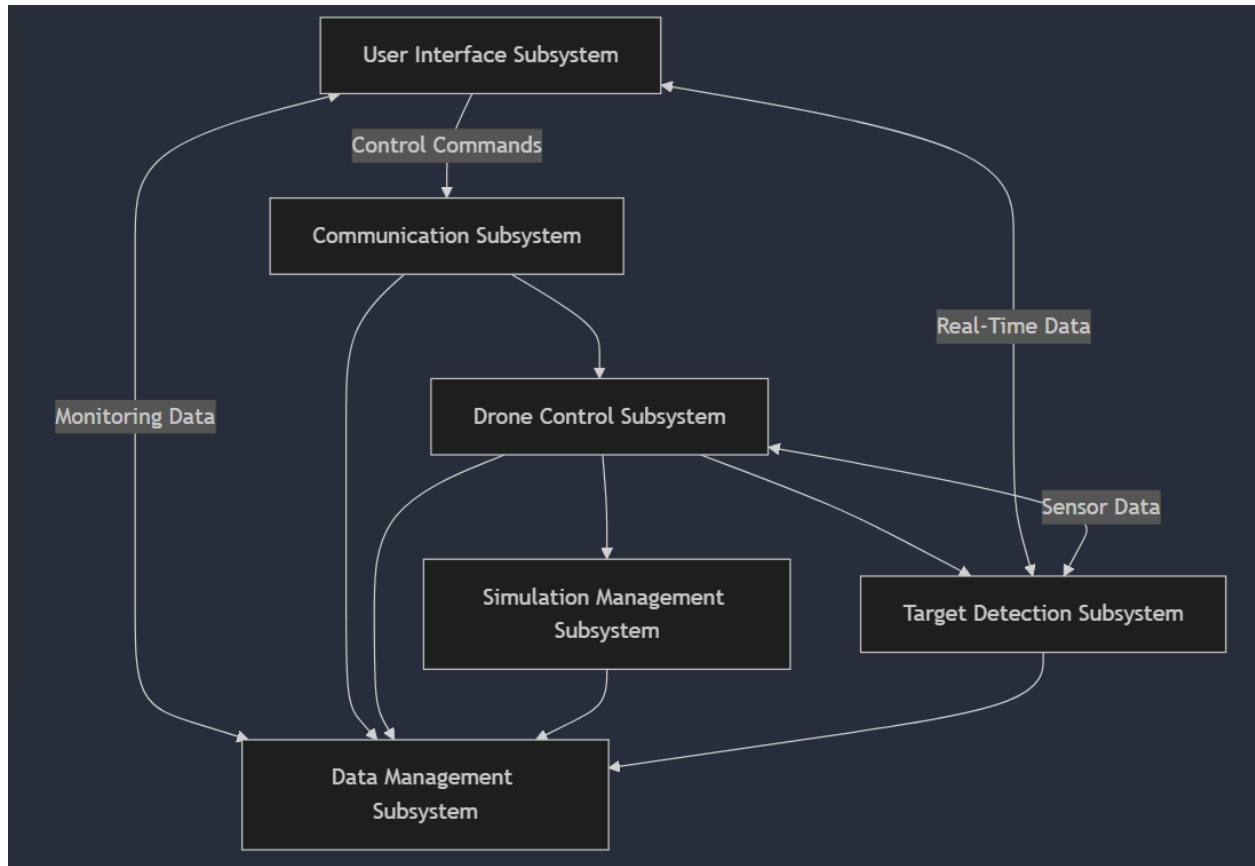 User Interface Subsystem
Control Commands
Communication Subsystem
Real-Time Data
Monitoring Data
Drone Control Subsystem
Sensor Data
Simulation Management
Subsystem
Target Detection Subsystem
Data Management
Subsystem